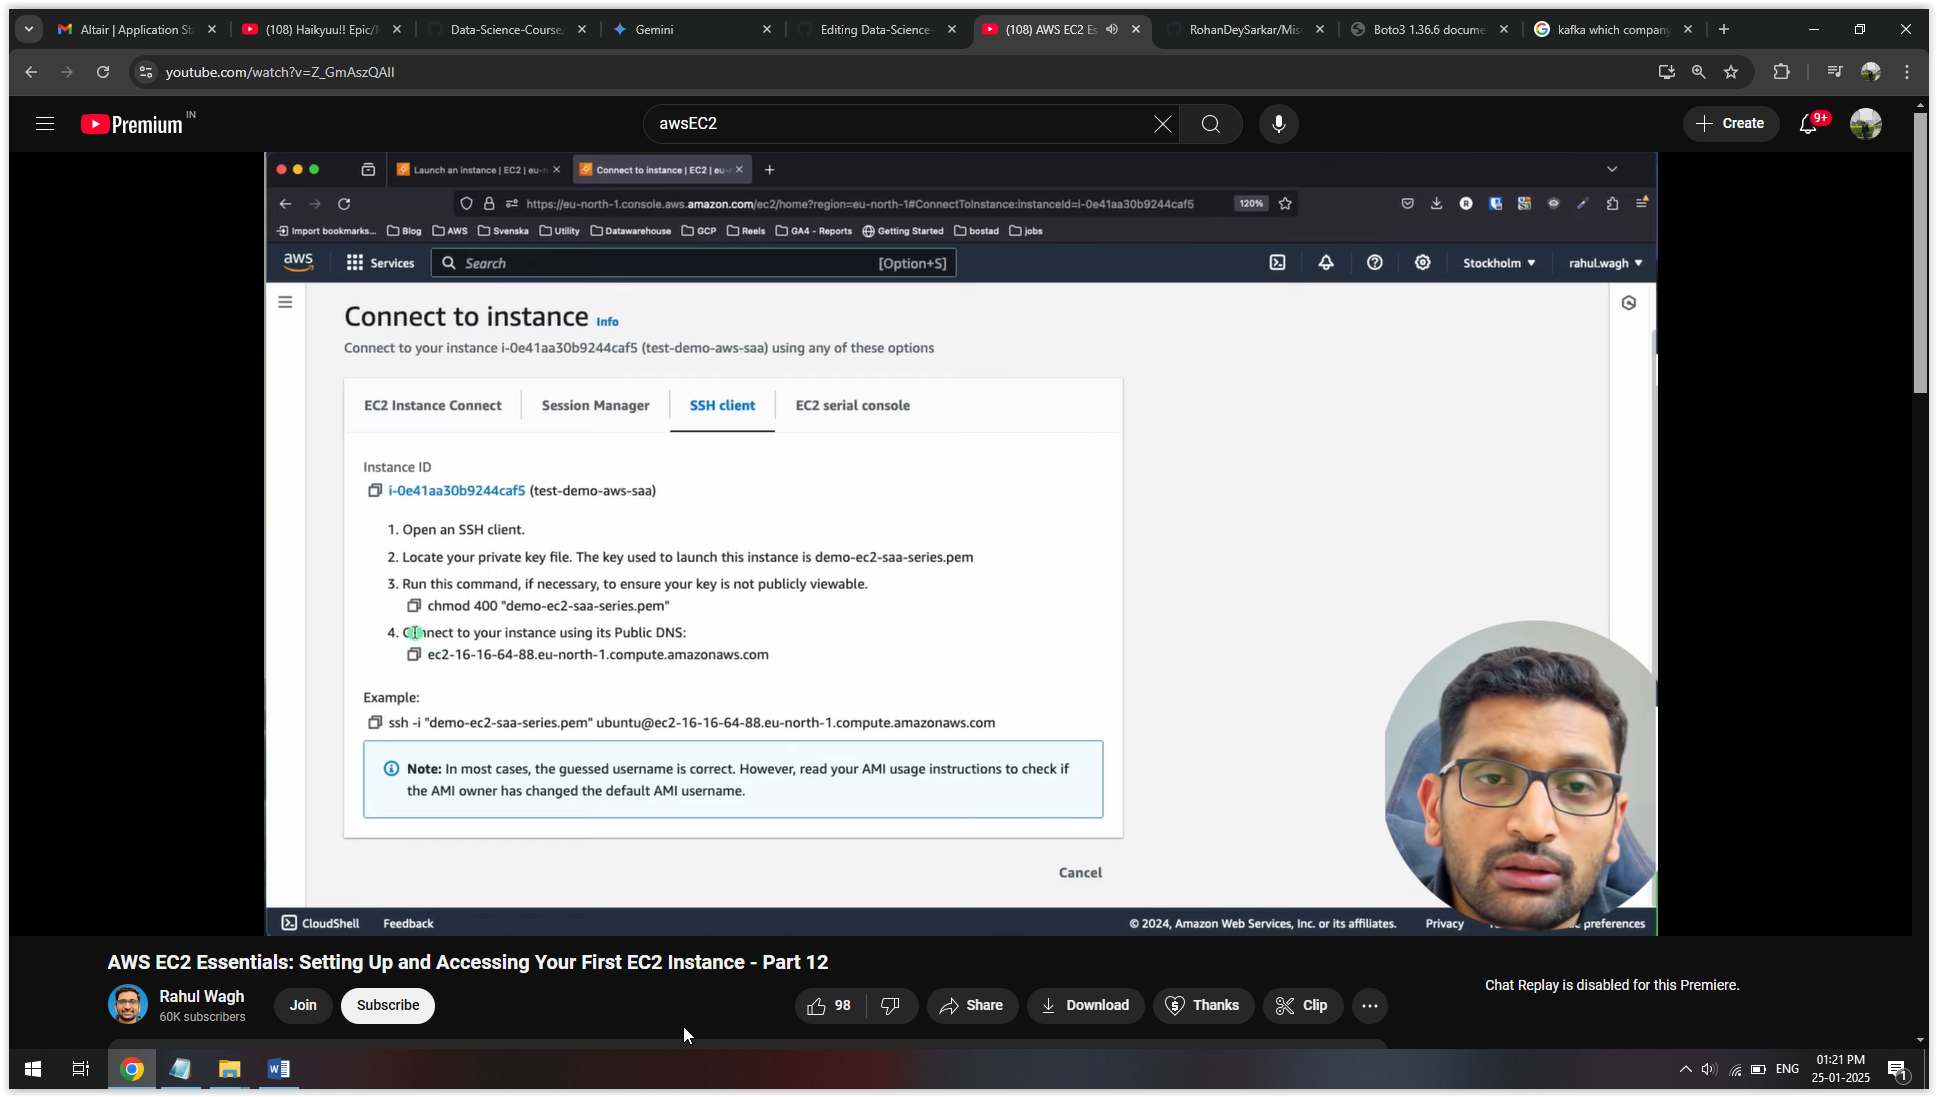 Altair | Application St
(108) Haikyuu!! Epic/M
Data-Science-Course/
Gemini
Editing Data-Science-
(108) AWS EC2 Es
RohanDeySarkar/Mis
Boto3 1.36.6 docume
kafka which company
youtube.com/watch?v=Z_GmAszQAlI
Premium IN
awsEC2
Create
9+
Launch an instance | EC2 | eu-n
Connect to instance | EC2 | eu-
https://eu-north-1.console.aws.amazon.com/ec2/home?region=eu-north-1#ConnectToInstance:instanceId=i-0e41aa30b9244caf5
120%
Import bookmarks...
Blog
AWS
Svenska
Utility
Datawarehouse
GCP
Reels
GA4 - Reports
Getting Started
bostad
jobs
aws
Services
Search
[Option+S]
Stockholm
rahul.wagh
Connect to instance Info
Connect to your instance i-0e41aa30b9244caf5 (test-demo-aws-saa) using any of these options
EC2 Instance Connect
Session Manager
SSH client
EC2 serial console
Instance ID
i-0e41aa30b9244caf5 (test-demo-aws-saa)
1. Open an SSH client.
2. Locate your private key file. The key used to launch this instance is demo-ec2-saa-series.pem
3. Run this command, if necessary, to ensure your key is not publicly viewable.
chmod 400 "demo-ec2-saa-series.pem"
4. Connect to your instance using its Public DNS:
ec2-16-16-64-88.eu-north-1.compute.amazonaws.com
Example:
ssh -i "demo-ec2-saa-series.pem" ubuntu@ec2-16-16-64-88.eu-north-1.compute.amazonaws.com
Note: In most cases, the guessed username is correct. However, read your AMI usage instructions to check if
the AMI owner has changed the default AMI username.
Cancel
CloudShell
Feedback
© 2024, Amazon Web Services, Inc. or its affiliates.
Privacy
preferences
AWS EC2 Essentials: Setting Up and Accessing Your First EC2 Instance - Part 12
Rahul Wagh
60K subscribers
Join
Subscribe
98
Share
Download
Thanks
Clip
Chat Replay is disabled for this Premiere.
ENG
01:21 PM
25-01-2025
1